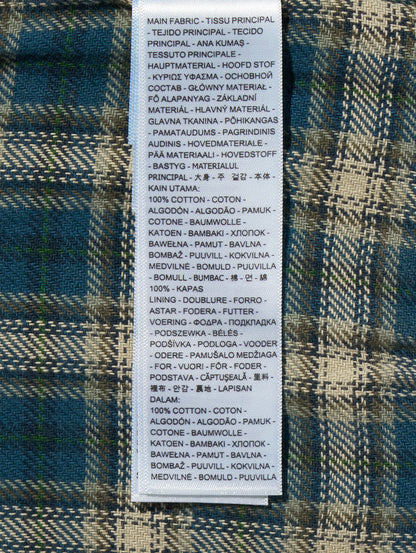 MAIN FABRIC - TISSU PRINCIPAL
- TEJIDO PRINCIPAL - TECIDO
PRINCIPAL - ANA KUMAŞ -
TESSUTO PRINCIPALE -
HAUPTMATERIAL - HOOFD STOF
- ΚΥΡΙΟΣ ΥΦΑΣΜΑ - ОСНОВНОЙ
СОСТАВ - GŁÓWNY MATERIAŁ -
FŐ ALAPANYAG - ZÁKLADNÍ
MATERIÁL - HLAVNÝ MATERIÁL -
GLAVNA TKANINA - PÕHIKANGAS
- PAMATAUDUMS - PAGRINDINIS
AUDINIS - HOVEDMATERIALE -
PÄÄ MATERIAALI - HOVEDSTOFF
- BASTYG - MATERIALUL
PRINCIPAL - 大身 - 주 겉감 - 本体 -
KAIN UTAMA:
100% COTTON - COTON -
ALGODÓN - ALGODÃO - PAMUK -
COTONE - BAUMWOLLE -
KATOEN - ΒΑΜΒΑΚΙ - ХЛОПОК -
BAWEŁNA - PAMUT - BAVLNA -
BOMBAŽ - PUUVILL - KOKVILNA -
MEDVILNĖ - BOMULD - PUUVILLA
- BOMULL - BUMBAC - 棉 - 면 - 綿
100% - KAPAS
LINING - DOUBLURE - FORRO -
ASTAR - FODERA - FUTTER -
VOERING - ΦΟΔΡΑ - ПОДКЛАДКА
- PODSZEWKA - BÉLÉS -
PODŠÍVKA - PODLOGA - VOODER
- ODERE - PAMUŠALO MEDŽIAGA
- FOR - VUORI - FÔR - FODER -
PODSTAVA - CĂPTUŞEALĂ - 里料 -
裡布 - 안감 - 裏地 - LAPISAN
DALAM:
100% COTTON - COTON -
ALGODÓN - ALGODÃO - PAMUK -
COTONE - BAUMWOLLE -
KATOEN - ΒΑΜΒΑΚΙ - ХЛОПОК -
BAWEŁNA - PAMUT - BAVLNA -
BOMBAŽ - PUUVILL - KOKVILNA -
MEDVILNĖ - BOMULD - PUUVILLA